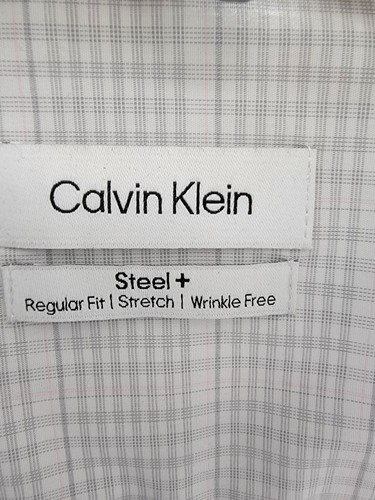 Calvin Klein
Steel +
Regular Fit | Stretch | Wrinkle Free